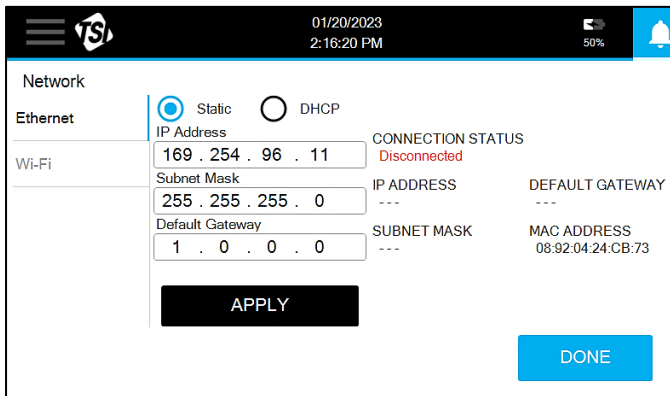 TSI
01/20/2023
2:16:20 PM
50%
Network
Ethernet
Wi-Fi
Static DHCP
IP Address
169 . 254 . 96 . 11
Subnet Mask
255 . 255 . 255 . 0
Default Gateway
1 . 0 . 0 . 0
APPLY
CONNECTION STATUS
Disconnected
IP ADDRESS DEFAULT GATEWAY
--- ---
SUBNET MASK MAC ADDRESS
--- 08:92:04:24:CB:73
DONE